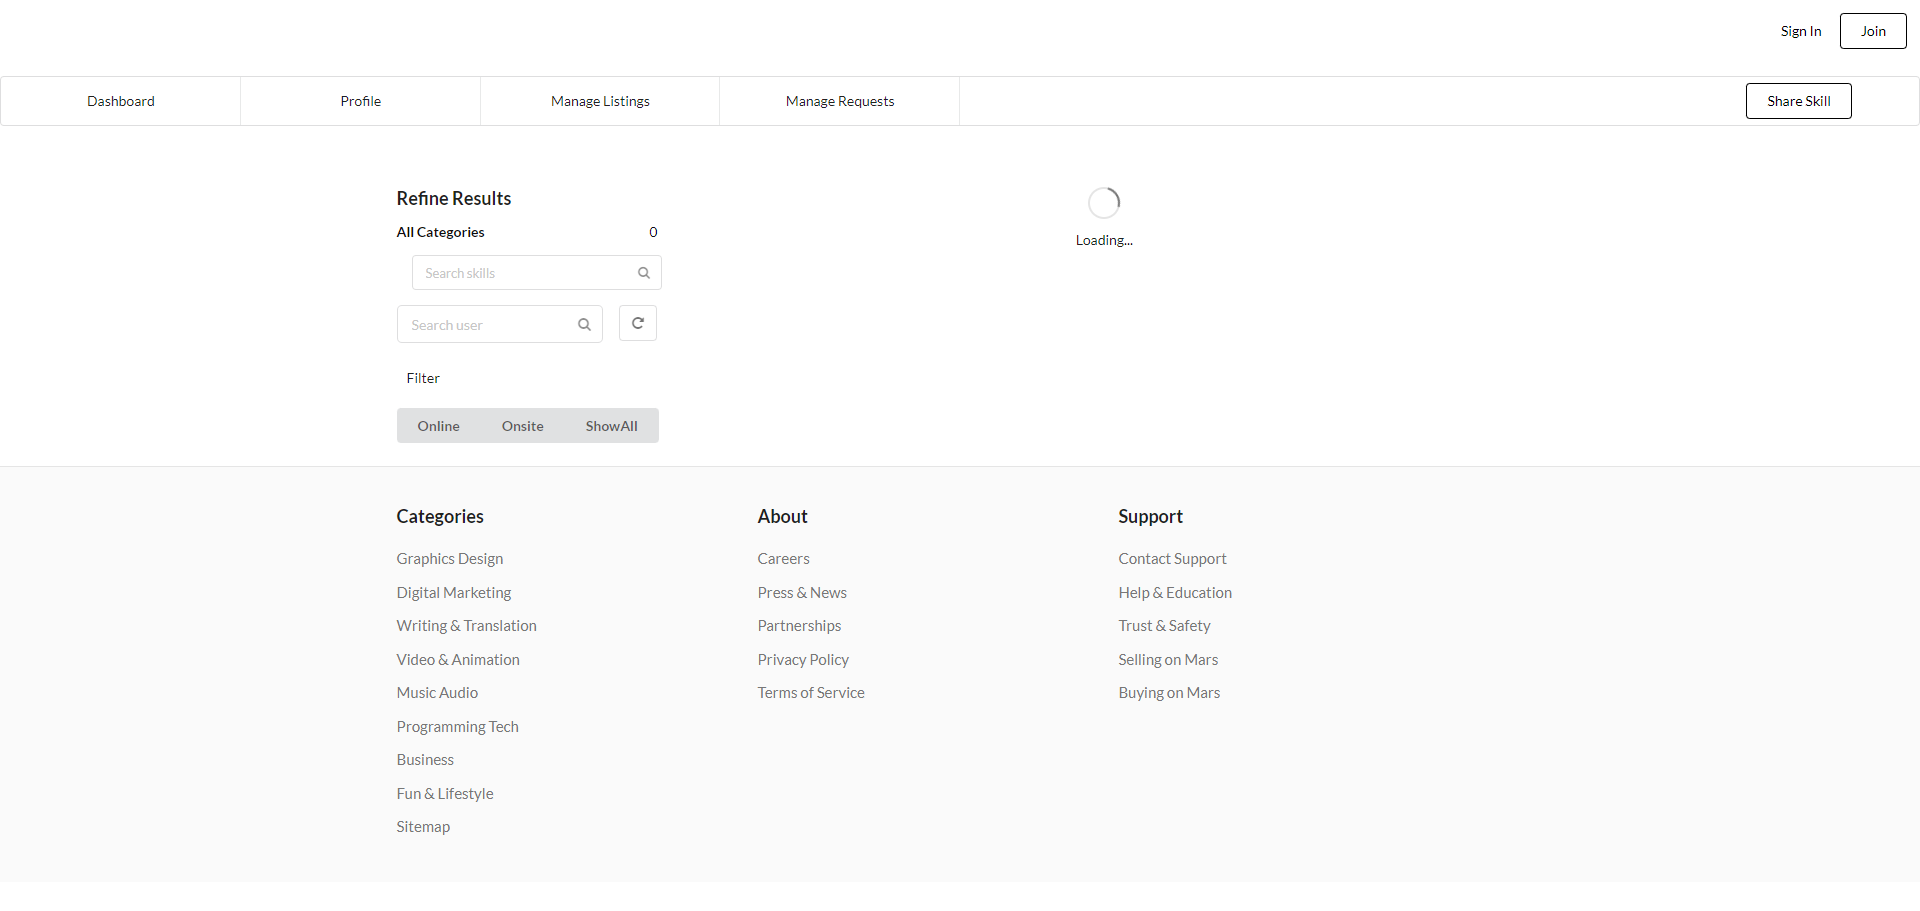 Sign In
Join
Dashboard
Profile
Manage Listings
Manage Requests
Share Skill
Refine Results
All Categories 0
Search skills
Search user
Filter
Online
Onsite
ShowAll
Loading...
Categories
Graphics Design
Digital Marketing
Writing & Translation
Video & Animation
Music Audio
Programming Tech
Business
Fun & Lifestyle
Sitemap
About
Careers
Press & News
Partnerships
Privacy Policy
Terms of Service
Support
Contact Support
Help & Education
Trust & Safety
Selling on Mars
Buying on Mars